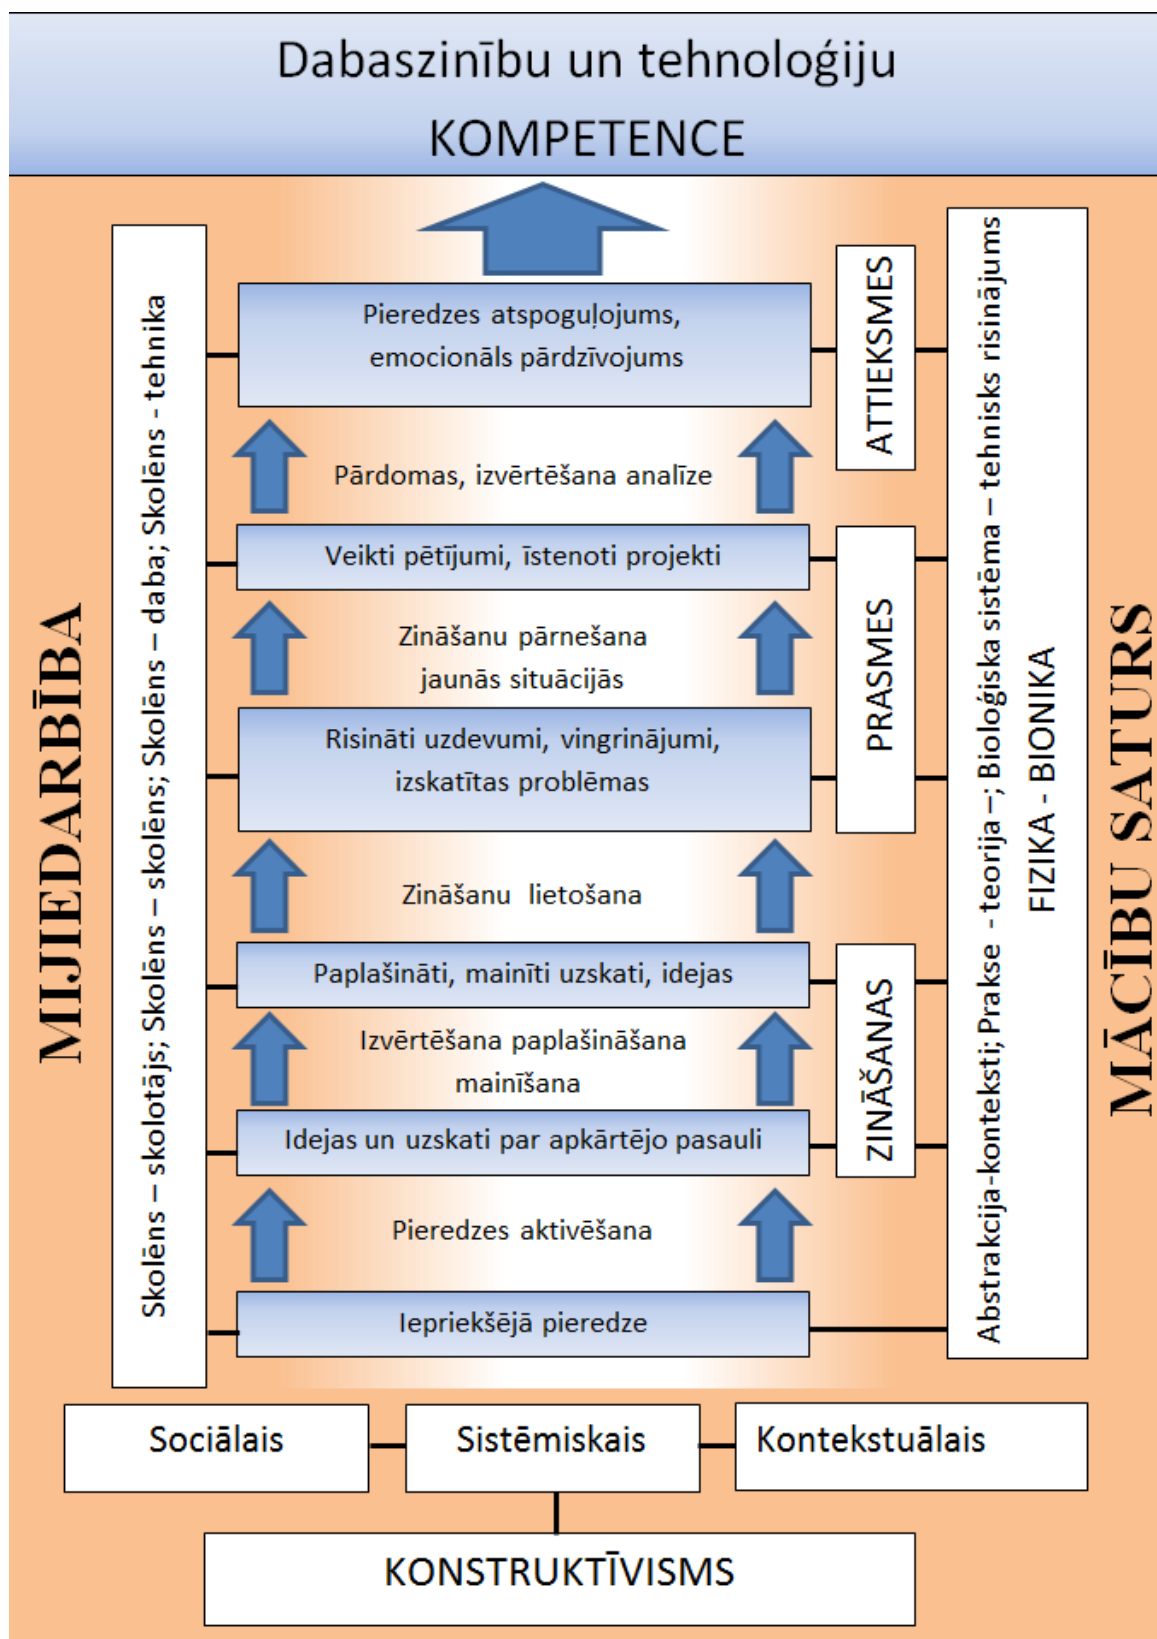 Dabaszinību un tehnoloģiju
KOMPETENCE
MIJIEDARBĪBA
Skolēns – skolotājs; Skolēns – skolēns; Skolēns – daba; Skolēns - tehnika
Pieredzes atspoguļojums,
emocionāls pārdzīvojums
Pārdomas, izvērtēšana analīze
Veikti pētījumi, īstenoti projekti
Zināšanu pārnešana
jaunās situācijās
Risināti uzdevumi, vingrinājumi,
izskatītas problēmas
Zināšanu lietošana
Paplašināti, mainīti uzskati, idejas
Izvērtēšana paplašināšana
mainīšana
Idejas un uzskati par apkārtējo pasauli
Pieredzes aktivēšana
Iepriekšējā pieredze
ATTIEKSMES
PRASMES
ZINĀŠANAS
Abstrakcija-konteksti; Prakse - teorija –; Bioloģiska sistēma – tehnisks risinājums
FIZIKA - BIONIKA
MĀCĪBU SATURS
Sociālais
Sistēmiskais
Kontekstuālais
KONSTRUKTĪVISMS